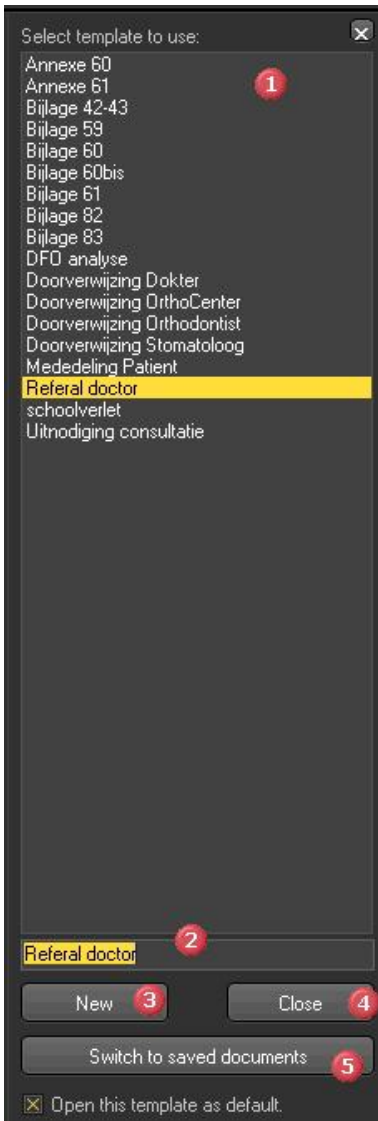 Select template to use:
Annexe 60
Annexe 61
1
Bijlage 42-43
Bijlage 59
Bijlage 60
Bijlage 60bis
Bijlage 61
Bijlage 82
Bijlage 83
DFO analyse
Doorverwijzing Dokter
Doorverwijzing OrthoCenter
Doorverwijzing Orthodontist
Doorverwijzing Stomatoloog
Mededeling Patient
Referal doctor
schoolverlet
Uitnodiging consultatie
2
Referal doctor
New 3 Close 4
Switch to saved documents 5
Open this template as default.